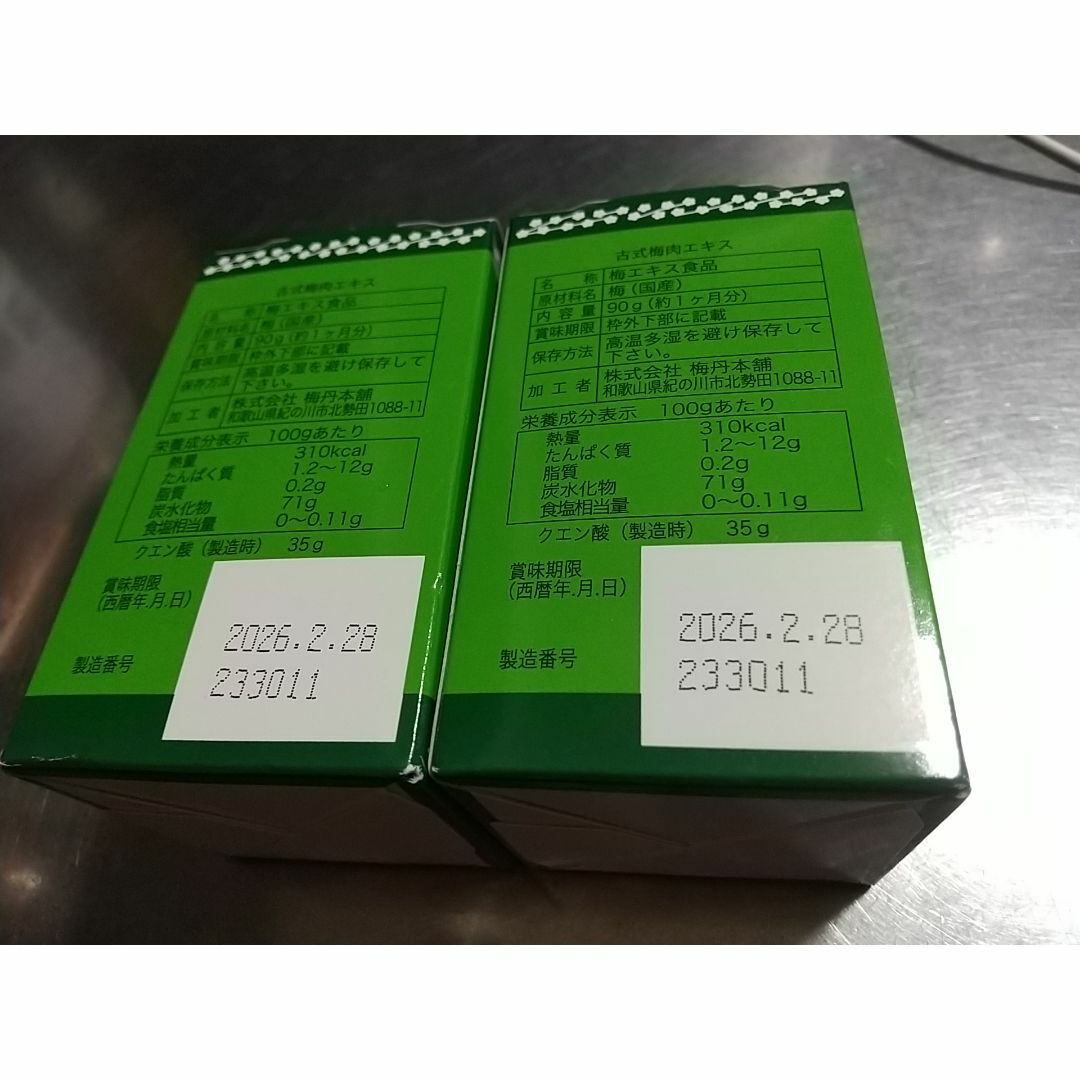 古式梅肉エキス
名 称 梅エキス食品
原材料名 梅(国産)
内 容 量 90g(約1ヶ月分)
賞味期限 枠外下部に記載
保存方法 高温多湿を避け保存して
下さい。
加 工 者 株式会社 梅丹本舗
和歌山県紀の川市北勢田1088-11
栄養成分表示 100gあたり
熱量 310kcal
たんぱく質 1.2〜12g
脂質 0.2g
炭水化物 71g
食塩相当量 0〜0.11g
クエン酸(製造時) 35g
賞味期限
(西暦年.月.日)
2026.2.28
製造番号 233011
古式梅肉エキス
名 称 梅エキス食品
原材料名 梅(国産)
内 容 量 90g(約1ヶ月分)
賞味期限 枠外下部に記載
保存方法 高温多湿を避け保存して
下さい。
加 工 者 株式会社 梅丹本舗
和歌山県紀の川市北勢田1088-11
栄養成分表示 100gあたり
熱量 310kcal
たんぱく質 1.2〜12g
脂質 0.2g
炭水化物 71g
食塩相当量 0〜0.11g
クエン酸(製造時) 35g
賞味期限
(西暦年.月.日)
2026.2.28
製造番号 233011